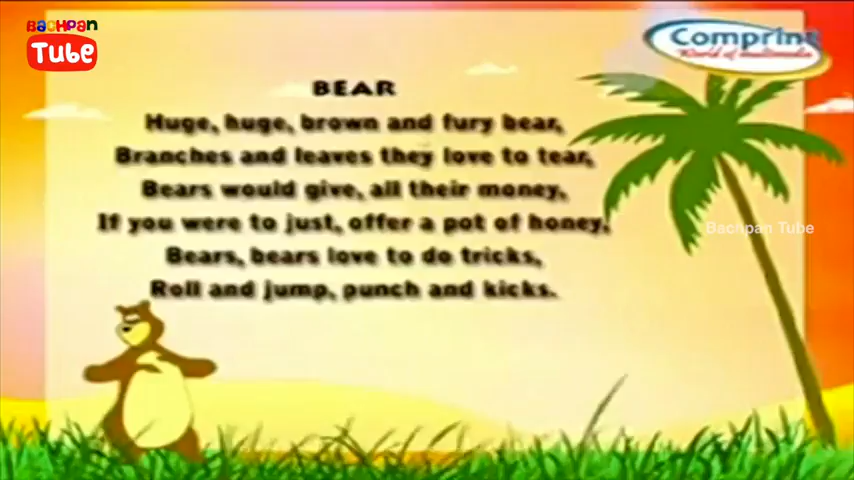 BACHPAN
TUBE
Comprint
World of multimedia
BEAR
Huge, huge, brown and fury bear,
Branches and leaves they love to tear,
Bears would give, all their money,
If you were to just, offer a pot of honey,
Bears, bears love to do tricks,
Roll and jump, punch and kicks.
Bachpan Tube